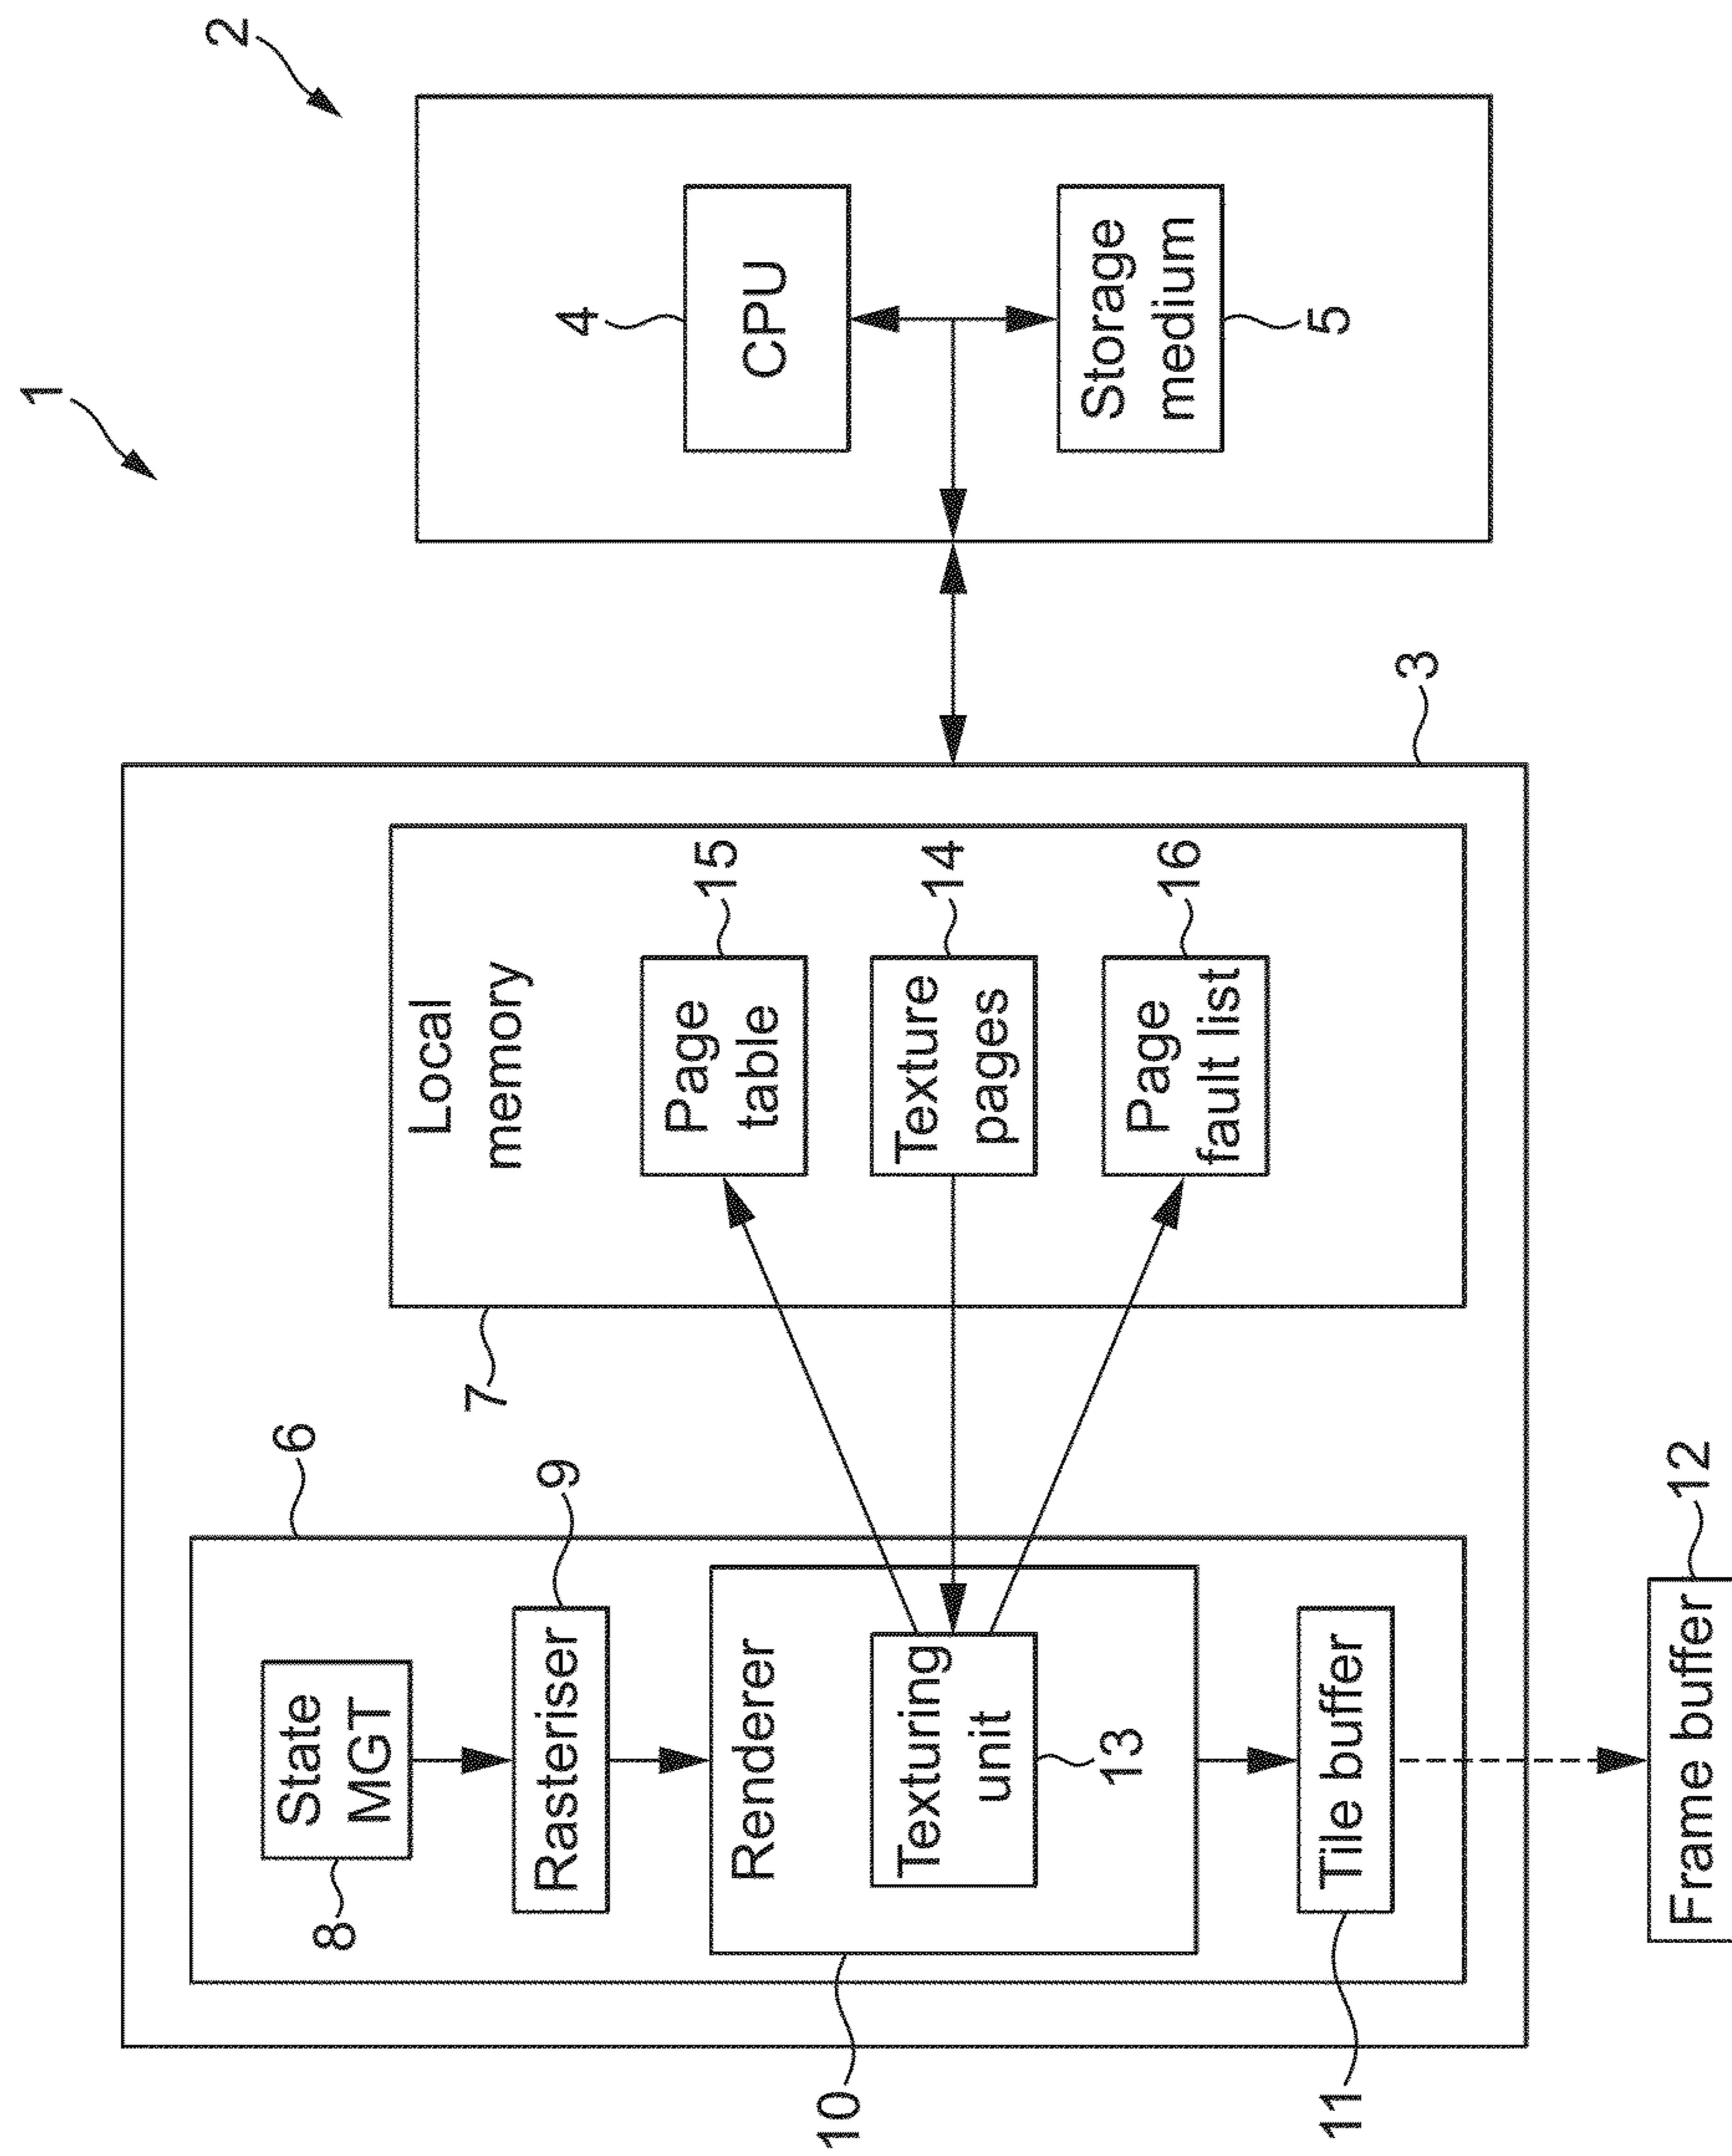 1
2
3
6
State
MGT
8
Rasteriser
9
Renderer
10
Texturing
unit
13
Tile buffer
11
Frame buffer
12
7
Local
memory
Page
table
15
Texture
pages
14
Page
fault list
16
4
CPU
Storage
medium
5